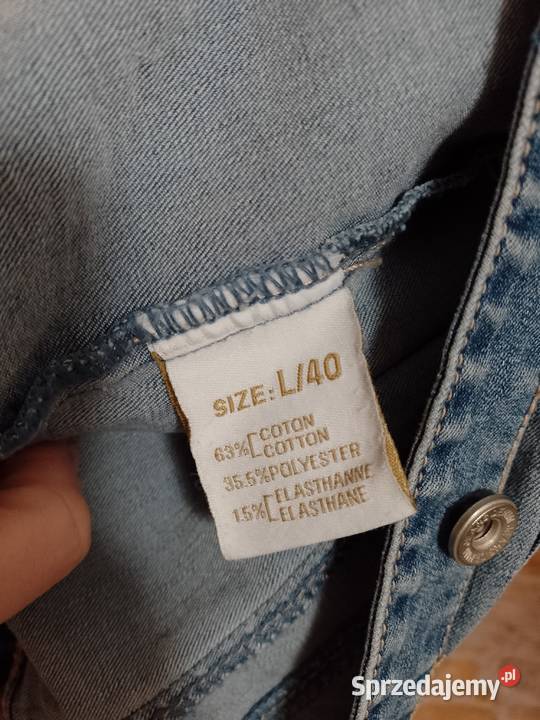 SIZE: L/40
63% [COTON
COTTON
35.5% POLYESTER
1.5% [ELASTHANNE
ELASTHANE
Sprzedajemy.pl